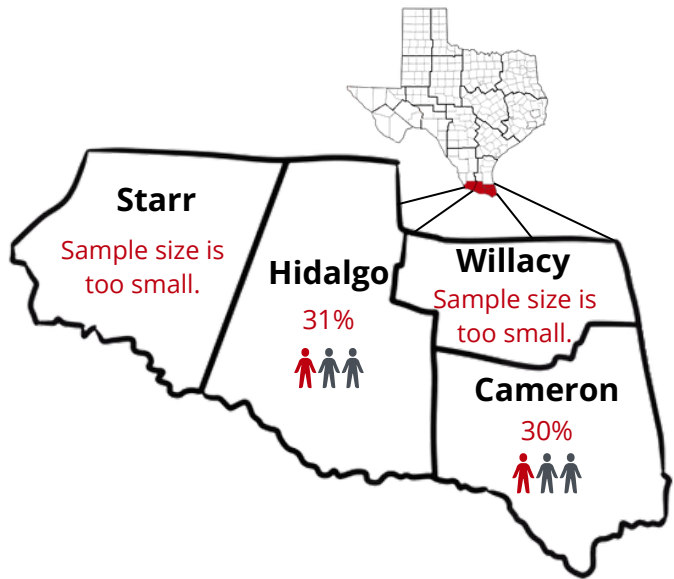 Starr
Sample size is
too small.
Hidalgo
31%
Willacy
Sample size is
too small.
Cameron
30%